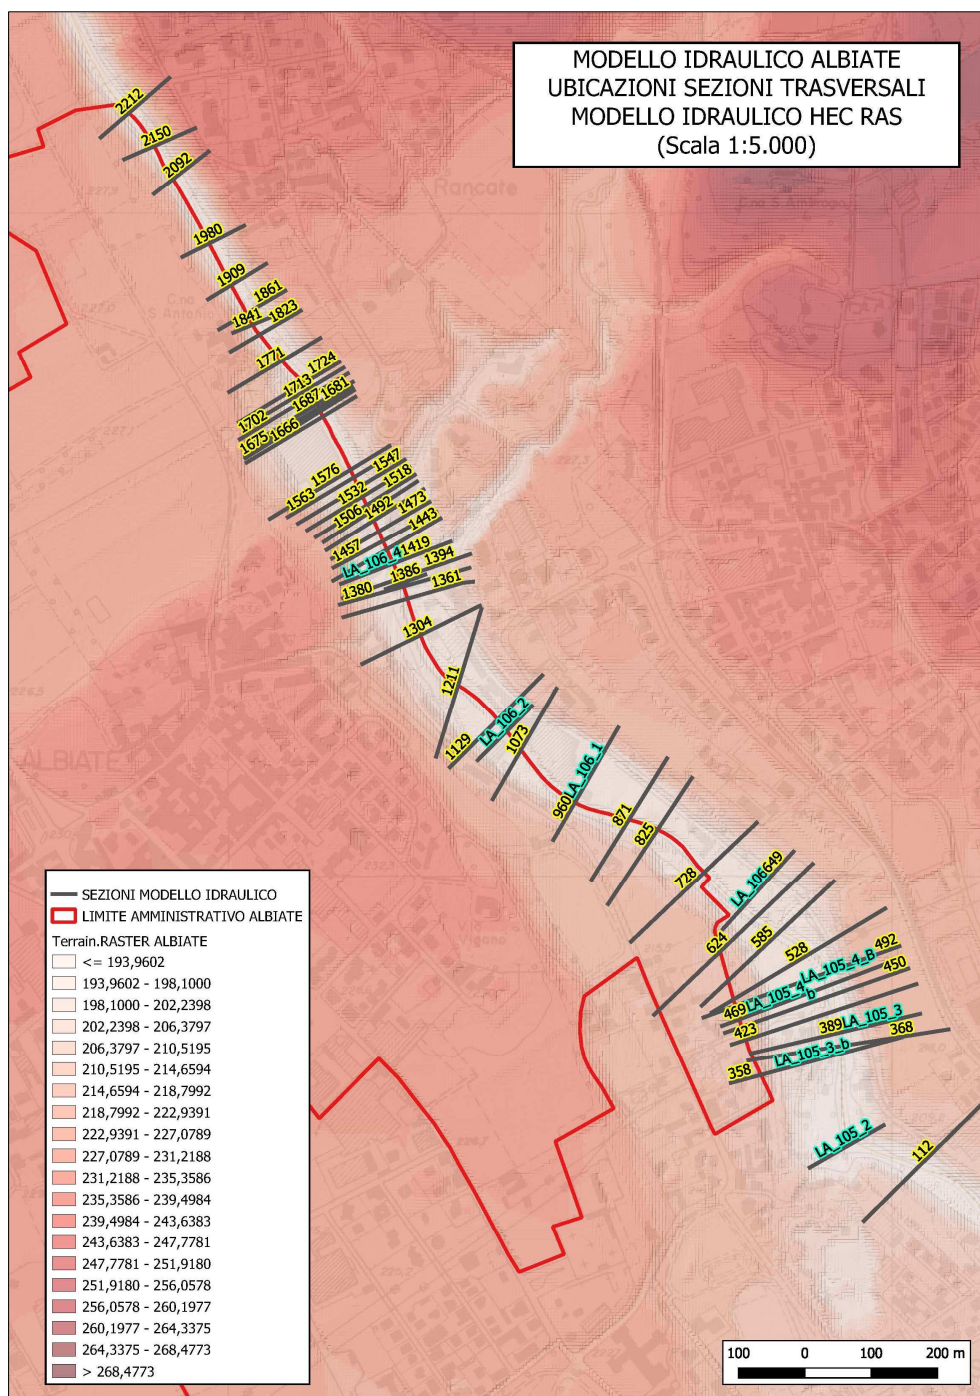 MODELLO IDRAULICO ALBIATE
UBICAZIONI SEZIONI TRASVERSALI
MODELLO IDRAULICO HEC RAS
(Scala 1:5.000)
2212
2150
2092
Rancate
227,8
1980
1909
1861
C.na
S. Antonio
1841
1823
1771
1724
1713
1687
1681
1702
1675
1666
1547
1576
1518
1563
1532
1506
1492
1473
1443
1457
LA_106_4
1419
1394
1386
1380
1361
1304
1211
LA_106_2
1129
1073
LA_106_1
960
871
825
ALBIATE
728
LA_106
649
624
585
528
492
LA_105_4_B
450
469
LA_105_4
b
423
389
LA_105_3
368
LA_105_3_b
358
LA_105_2
112
SEZIONI MODELLO IDRAULICO
LIMITE AMMINISTRATIVO ALBIATE
Terrain.RASTER ALBIATE
<= 193,9602
193,9602 - 198,1000
198,1000 - 202,2398
202,2398 - 206,3797
206,3797 - 210,5195
210,5195 - 214,6594
214,6594 - 218,7992
218,7992 - 222,9391
222,9391 - 227,0789
227,0789 - 231,2188
231,2188 - 235,3586
235,3586 - 239,4984
239,4984 - 243,6383
243,6383 - 247,7781
247,7781 - 251,9180
251,9180 - 256,0578
256,0578 - 260,1977
260,1977 - 264,3375
264,3375 - 268,4773
> 268,4773
100 0 100 200 m